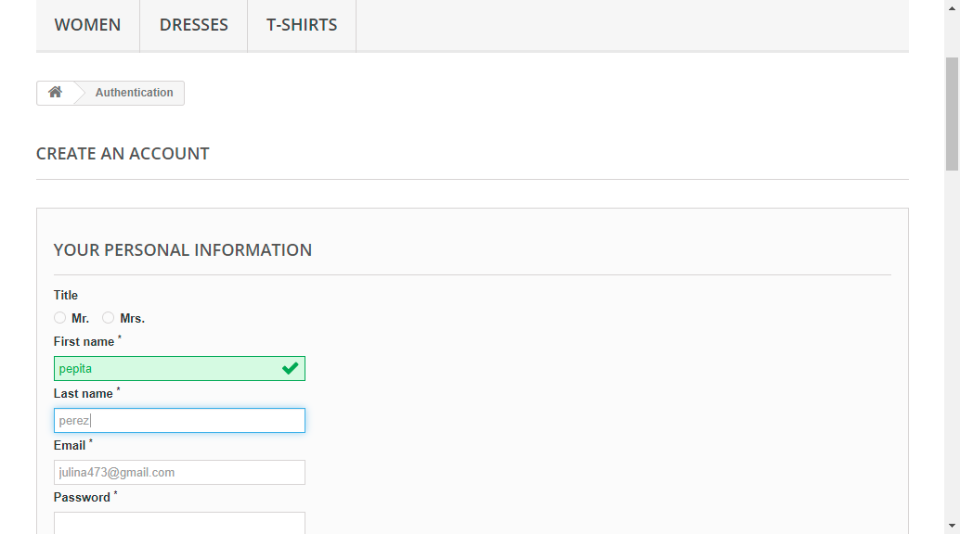 WOMEN DRESSES T-SHIRTS
Authentication
CREATE AN ACCOUNT
YOUR PERSONAL INFORMATION
Title
Mr. Mrs.
First name *
pepita
Last name *
perez
Email *
julina473@gmail.com
Password *